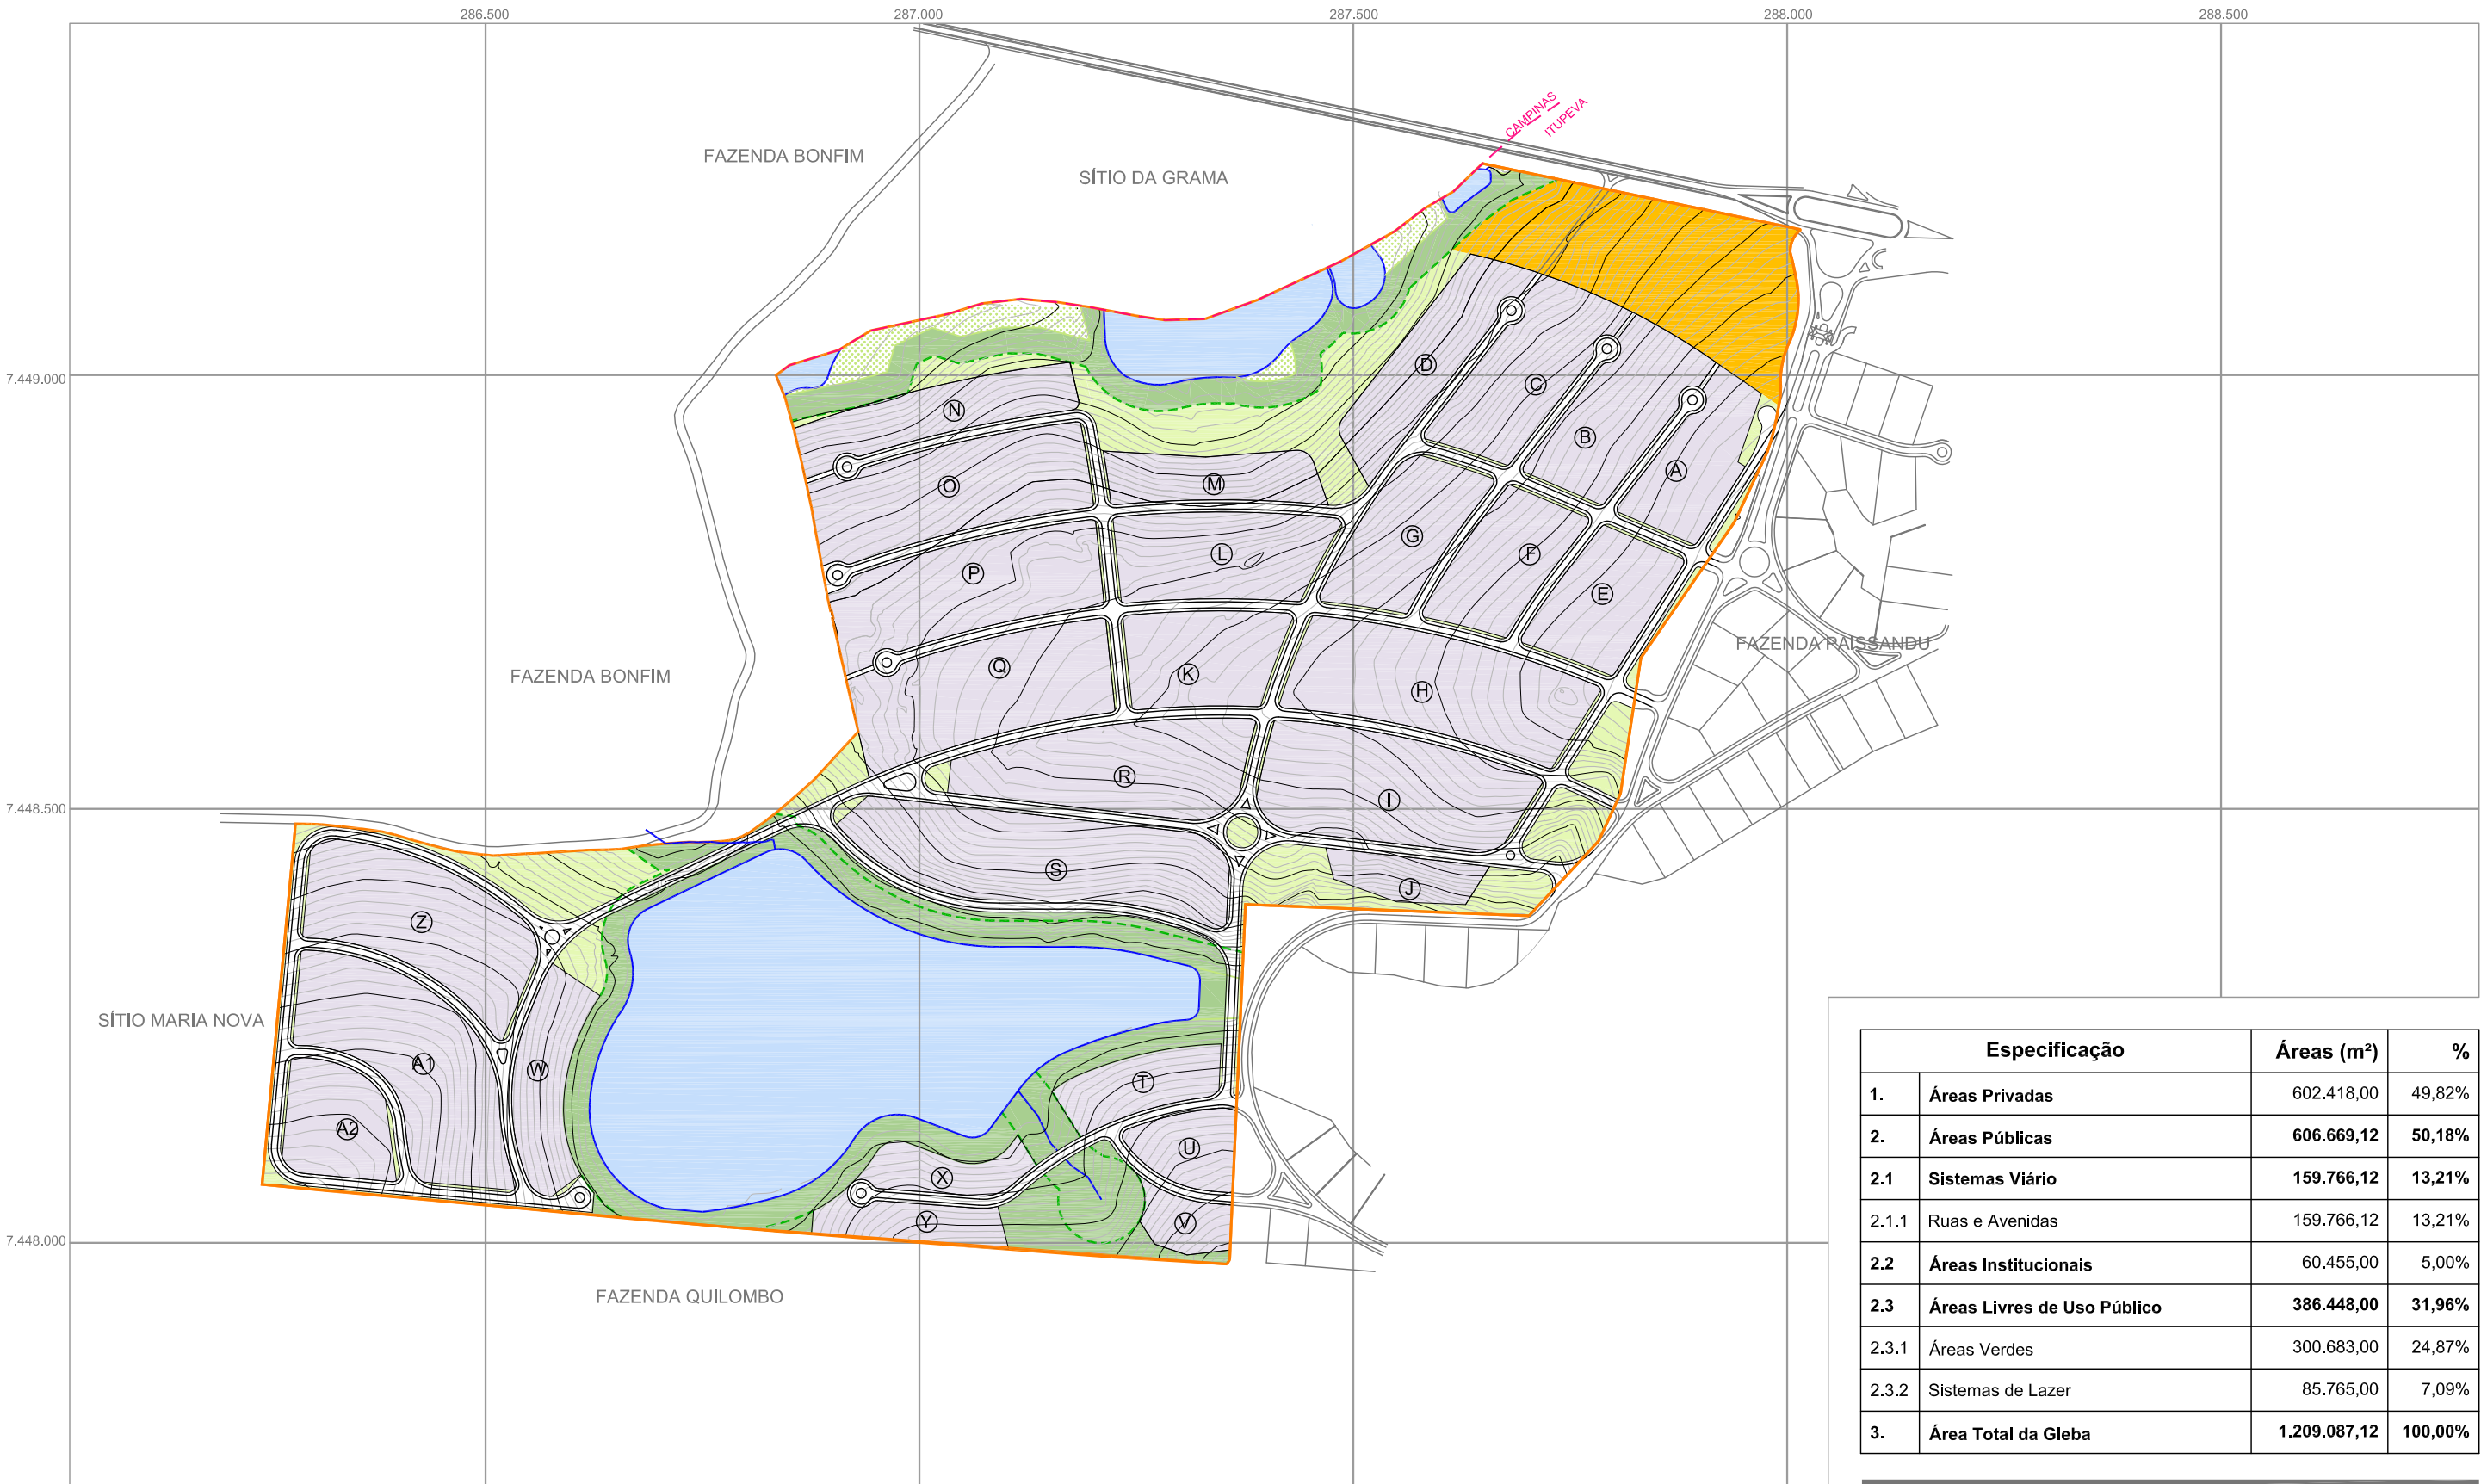 286.500 287.000 287.500 288.000 288.500
CAMPINAS
ITUPEVA
FAZENDA BONFIM
SÍTIO DA GRAMA
7.449.000
D
C
N
B
A
O
M
G
L
F
P
E
FAZENDA PAISSANDU
Q
K
FAZENDA BONFIM
H
R
I
7.448.500
S
J
Z
SÍTIO MARIA NOVA
A1
W
T
A2
U
X
Y
V
7.448.000
FAZENDA QUILOMBO
Especificação Áreas (m²) %
1. Áreas Privadas 602.418,00 49,82%
2. Áreas Públicas 606.669,12 50,18%
2.1 Sistemas Viário 159.766,12 13,21%
2.1.1 Ruas e Avenidas 159.766,12 13,21%
2.2 Áreas Institucionais 60.455,00 5,00%
2.3 Áreas Livres de Uso Público 386.448,00 31,96%
2.3.1 Áreas Verdes 300.683,00 24,87%
2.3.2 Sistemas de Lazer 85.765,00 7,09%
3. Área Total da Gleba 1.209.087,12 100,00%